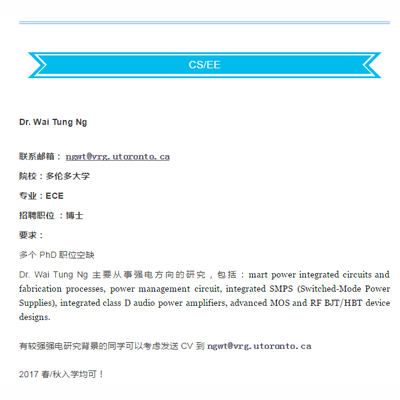 CS/EE
Dr. Wai Tung Ng
联系邮箱： ngwt@vrg.utoronto.ca
院校：多伦多大学
专业：ECE
招聘职位 ：博士
要求：
多个 PhD 职位空缺
Dr. Wai Tung Ng 主要从事强电方向的研究，包括：mart power integrated circuits and
fabrication processes, power management circuit, integrated SMPS (Switched-Mode Power
Supplies), integrated class D audio power amplifiers, advanced MOS and RF BJT/HBT device
designs.
有较强强电研究背景的同学可以考虑发送 CV 到 ngwt@vrg.utoronto.ca
2017 春/秋入学均可！